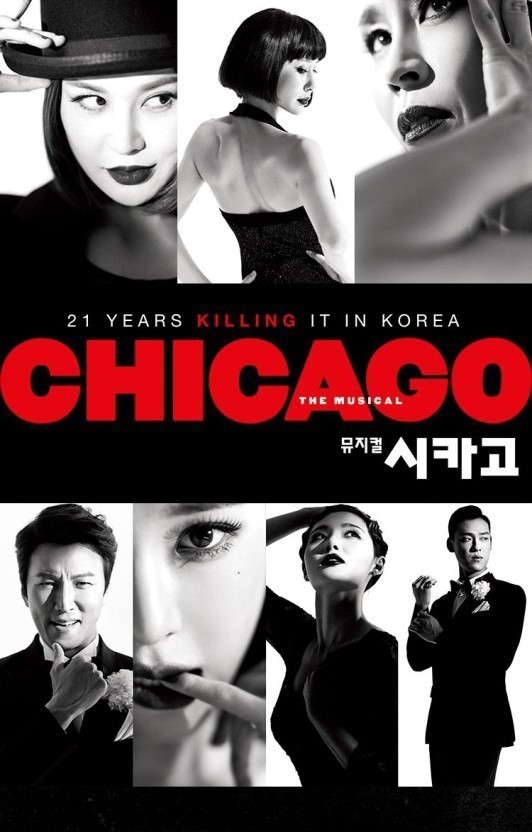 21 YEARS KILLING IT IN KOREA
CHICAGO
THE MUSICAL
뮤지컬 시카고